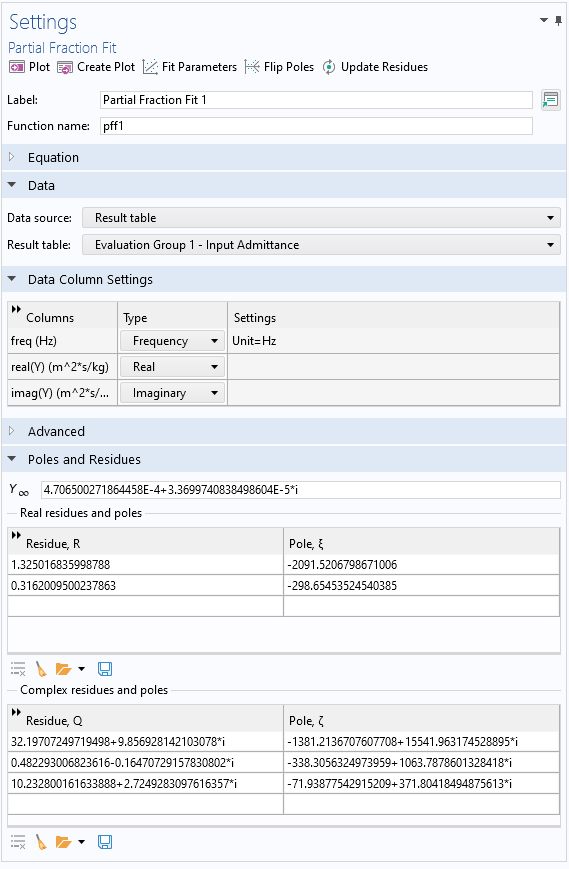 Settings
Partial Fraction Fit
Plot Create Plot Fit Parameters Flip Poles Update Residues
Label: Partial Fraction Fit 1
Function name: pff1
Equation
Data
Data source: Result table
Result table: Evaluation Group 1 - Input Admittance
Data Column Settings
Columns Type Settings
freq (Hz) Frequency Unit=Hz
real(Y) (m^2*s/kg) Real
imag(Y) (m^2*s/... Imaginary
Advanced
Poles and Residues
Y∞ 4.706500271864458E-4+3.3699740838498604E-5*i
Real residues and poles
Residue, R Pole, ξ
1.325016835998788 -2091.5206798671006
0.3162009500237863 -298.65453524540385
Complex residues and poles
Residue, Q Pole, ζ
32.19707249719498+9.856928142103078*i -1381.2136707607708+15541.963174528895*i
0.482293006823616-0.16470729157830802*i -338.3056324973959+1063.7878601328418*i
10.232800161633888+2.7249283097616357*i -71.93877542915209+371.80418494875613*i